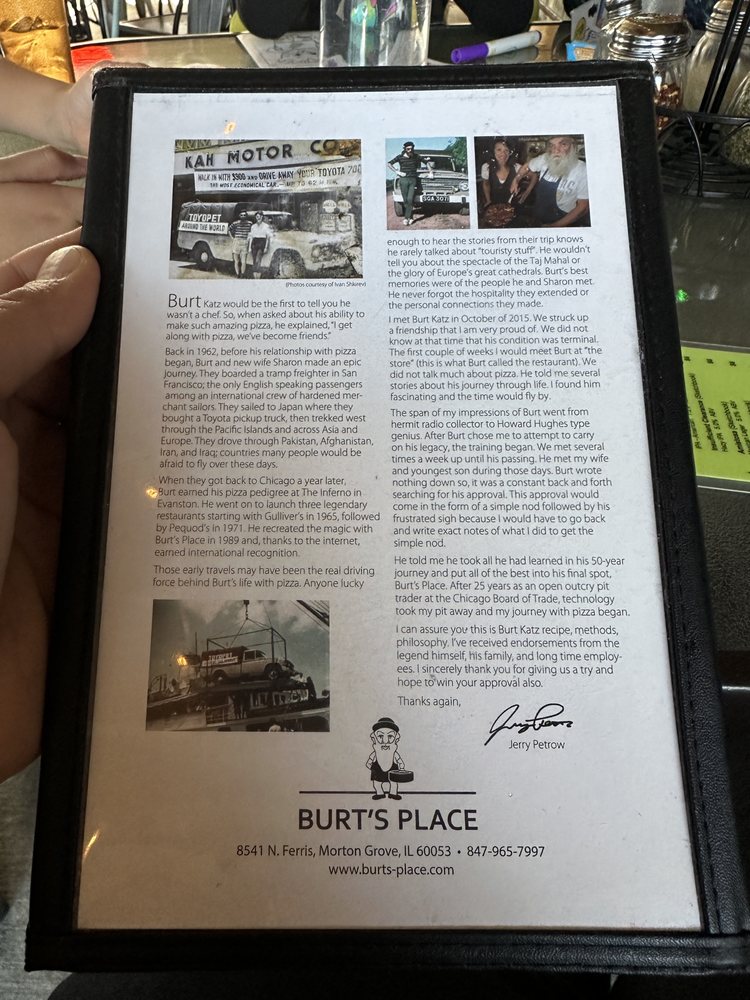 KAH MOTOR CO
WALK IN WITH $900 AND DRIVE AWAY YOUR TOYOTA 700
THE MOST ECONOMICAL CAR
TOYOPET
AROUND THE WORLD
(Photos courtesy of Ivan Shkrev)
Burt Katz would be the first to tell you he
wasn't a chef. So, when asked about his ability to
make such amazing pizza, he explained, "I get
along with pizza, we've become friends."
Back in 1962, before his relationship with pizza
began, Burt and new wife Sharon made an epic
journey. They boarded a tramp freighter in San
Francisco; the only English speaking passengers
among an international crew of hardened mer-
chant sailors. They sailed to Japan where they
bought a Toyota pickup truck, then trekked west
through the Pacific Islands and across Asia and
Europe. They drove through Pakistan, Afghanistan,
Iran, and Iraq; countries many people would be
afraid to fly over these days.
When they got back to Chicago a year later,
Burt earned his pizza pedigree at The Inferno in
Evanston. He went on to launch three legendary
restaurants starting with Gulliver's in 1965, followed
by Pequod's in 1971. He recreated the magic with
Burt's Place in 1989 and, thanks to the internet,
earned international recognition.
Those early travels may have been the real driving
force behind Burt's life with pizza. Anyone lucky
enough to hear the stories from their trip knows
he rarely talked about "touristy stuff". He wouldn't
tell you about the spectacle of the Taj Mahal or
the glory of Europe's great cathedrals. Burt's best
memories were of the people he and Sharon met.
He never forgot the hospitality they extended or
the personal connections they made.
I met Burt Katz in October of 2015. We struck up
a friendship that I am very proud of. We did not
know at that time that his condition was terminal.
The first couple of weeks I would meet Burt at "the
store" (this is what Burt called the restaurant). We
did not talk much about pizza. He told me several
stories about his journey through life. I found him
fascinating and the time would fly by.
The span of my impressions of Burt went from
hermit radio collector to Howard Hughes type
genius. After Burt chose me to attempt to carry
on his legacy, the training began. We met several
times a week up until his passing. He met my wife
and youngest son during those days. Burt wrote
nothing down so, it was a constant back and forth
searching for his approval. This approval would
come in the form of a simple nod followed by his
frustrated sigh because I would have to go back
and write exact notes of what I did to get the
simple nod.
He told me he took all he had learned in his 50-year
journey and put all of the best into his final spot,
Burt's Place. After 25 years as an open outcry pit
trader at the Chicago Board of Trade, technology
took my pit away and my journey with pizza began.
I can assure you this is Burt Katz recipe, methods,
philosophy. I've received endorsements from the
legend himself, his family, and long time employ-
ees. I sincerely thank you for giving us a try and
hope to win your approval also.
Thanks again,
Jerry Petrow
BURT'S PLACE
8541 N. Ferris, Morton Grove, IL 60053 • 847-965-7997
www.burts-place.com